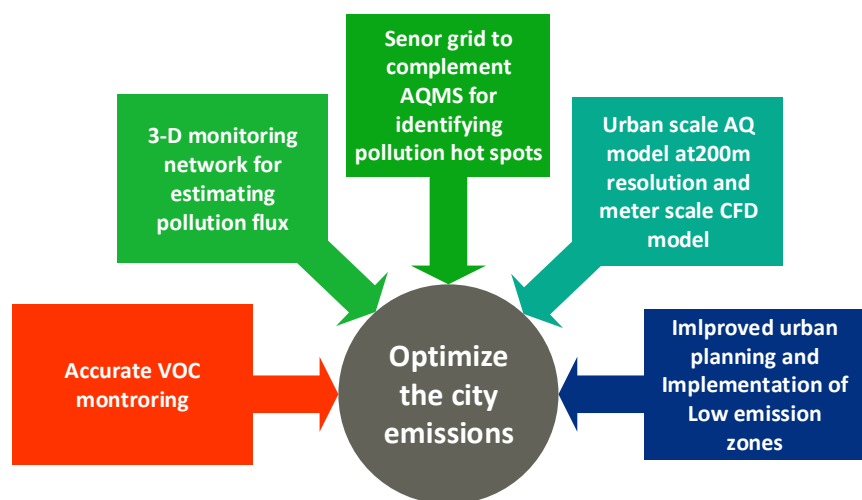 Senor grid to
complement
AQMS for
identifying
pollution hot spots
3-D monitoring
network for
estimating
pollution flux
Urban scale AQ
model at200m
resolution and
meter scale CFD
model
Accurate VOC
montroring
Optimize
the city
emissions
Imlproved urban
planning and
Implementation of
Low emission
zones